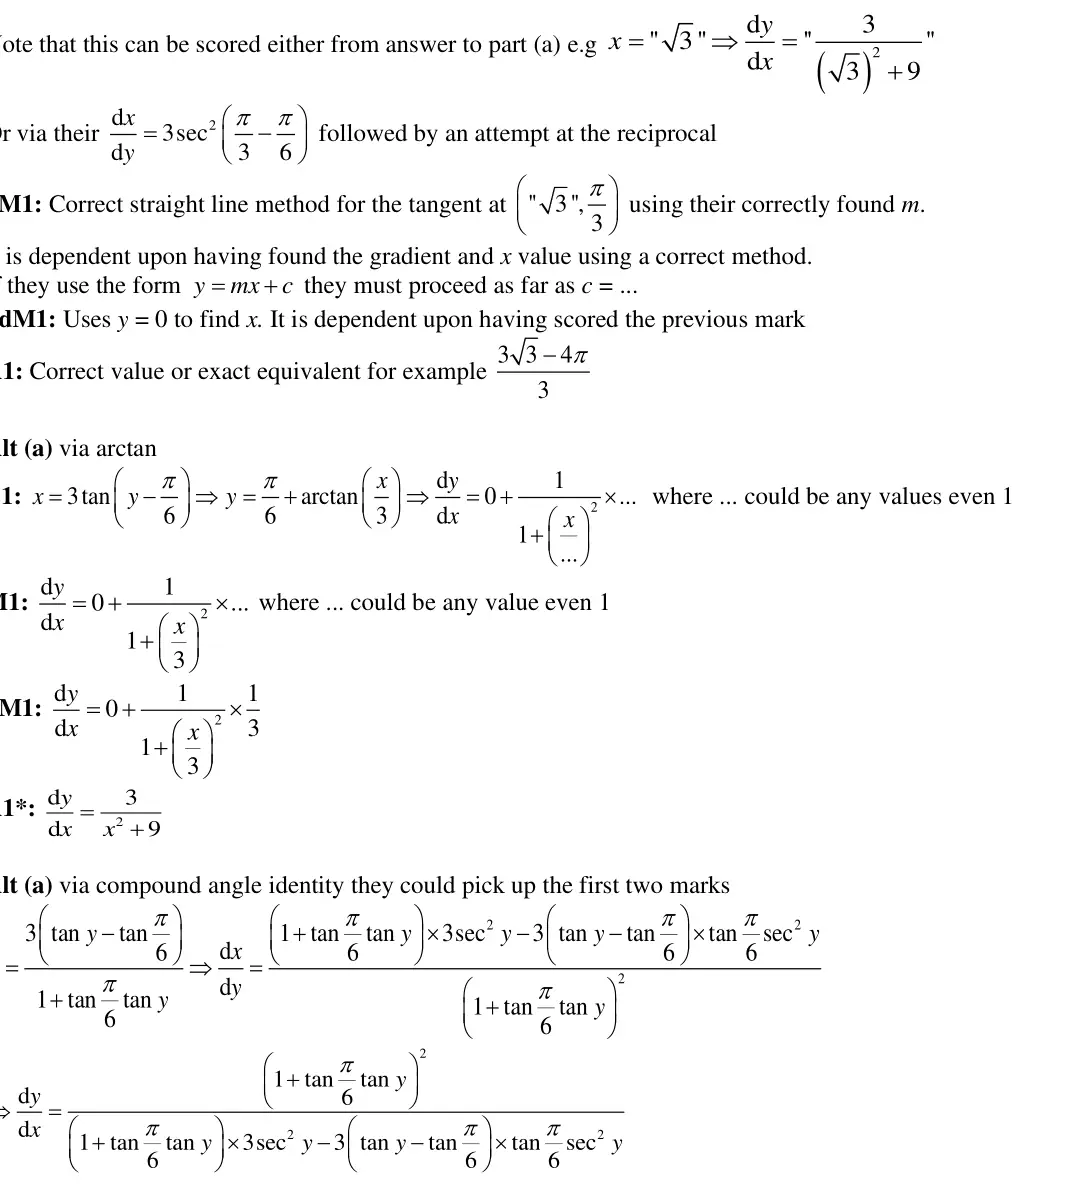 ote that this can be scored either from answer to part (a) e.g x = "√3" ⇒ dy/dx = "3/((√3)² + 9)"
r via their dx/dy = 3sec²(π/3 − π/6) followed by an attempt at the reciprocal
M1: Correct straight line method for the tangent at ("√3", π/3) using their correctly found m.
is dependent upon having found the gradient and x value using a correct method.
they use the form y = mx + c they must proceed as far as c = ...
dM1: Uses y = 0 to find x. It is dependent upon having scored the previous mark
1: Correct value or exact equivalent for example (3√3 − 4π)/3
lt (a) via arctan
1: x = 3tan(y − π/6) ⇒ y = π/6 + arctan(x/3) ⇒ dy/dx = 0 + 1/(1 + (x/...)²) × ... where ... could be any values even 1
M1: dy/dx = 0 + 1/(1 + (x/3)²) × ... where ... could be any value even 1
M1: dy/dx = 0 + 1/(1 + (x/3)²) × 1/3
1*: dy/dx = 3/(x² + 9)
lt (a) via compound angle identity they could pick up the first two marks
= 3(tan y − tan π/6)/(1 + tan π/6 tan y) ⇒ dx/dy = ((1 + tan π/6 tan y) × 3sec² y − 3(tan y − tan π/6) × tan π/6 sec² y)/(1 + tan π/6 tan y)²
⇒ dy/dx = (1 + tan π/6 tan y)²/((1 + tan π/6 tan y) × 3sec² y − 3(tan y − tan π/6) × tan π/6 sec² y)